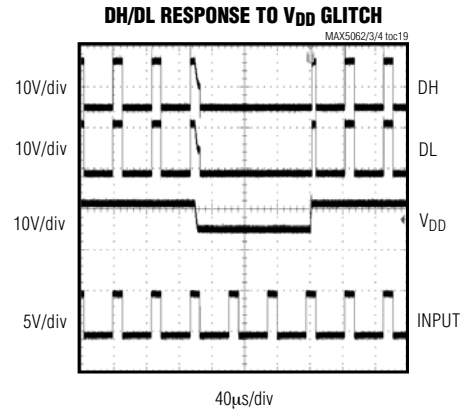 DH/DL RESPONSE TO VDD GLITCH
MAX5062/3/4 toc19
10V/div
DH
10V/div
DL
10V/div
VDD
5V/div
INPUT
40μs/div